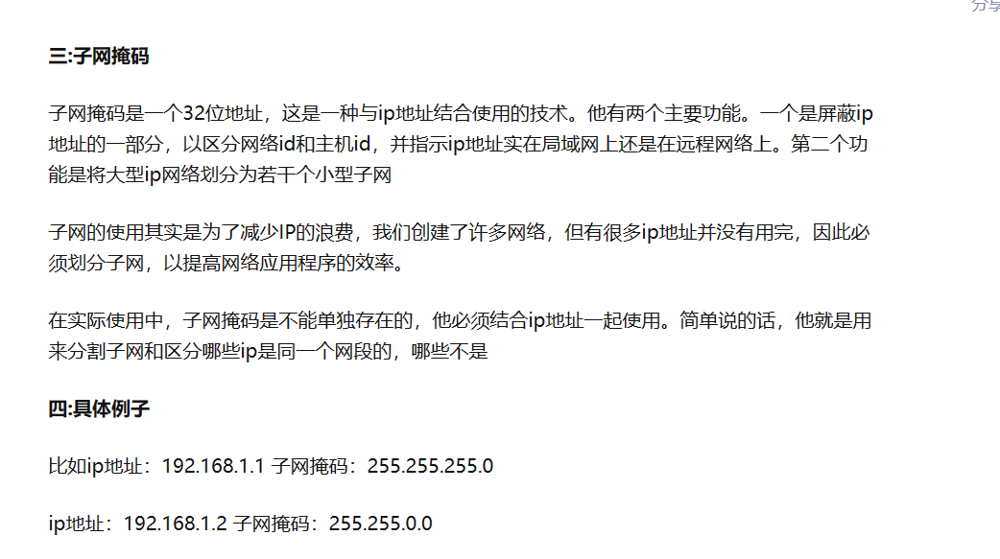 分享
三:子网掩码
子网掩码是一个32位地址，这是一种与ip地址结合使用的技术。他有两个主要功能。一个是屏蔽ip
地址的一部分，以区分网络id和主机id，并指示ip地址实在局域网上还是在远程网络上。第二个功
能是将大型ip网络划分为若干个小型子网
子网的使用其实是为了减少IP的浪费，我们创建了许多网络，但有很多ip地址并没有用完，因此必
须划分子网，以提高网络应用程序的效率。
在实际使用中，子网掩码是不能单独存在的，他必须结合ip地址一起使用。简单说的话，他就是用
来分割子网和区分哪些ip是同一个网段的，哪些不是
四:具体例子
比如ip地址：192.168.1.1 子网掩码：255.255.255.0
ip地址：192.168.1.2 子网掩码：255.255.0.0